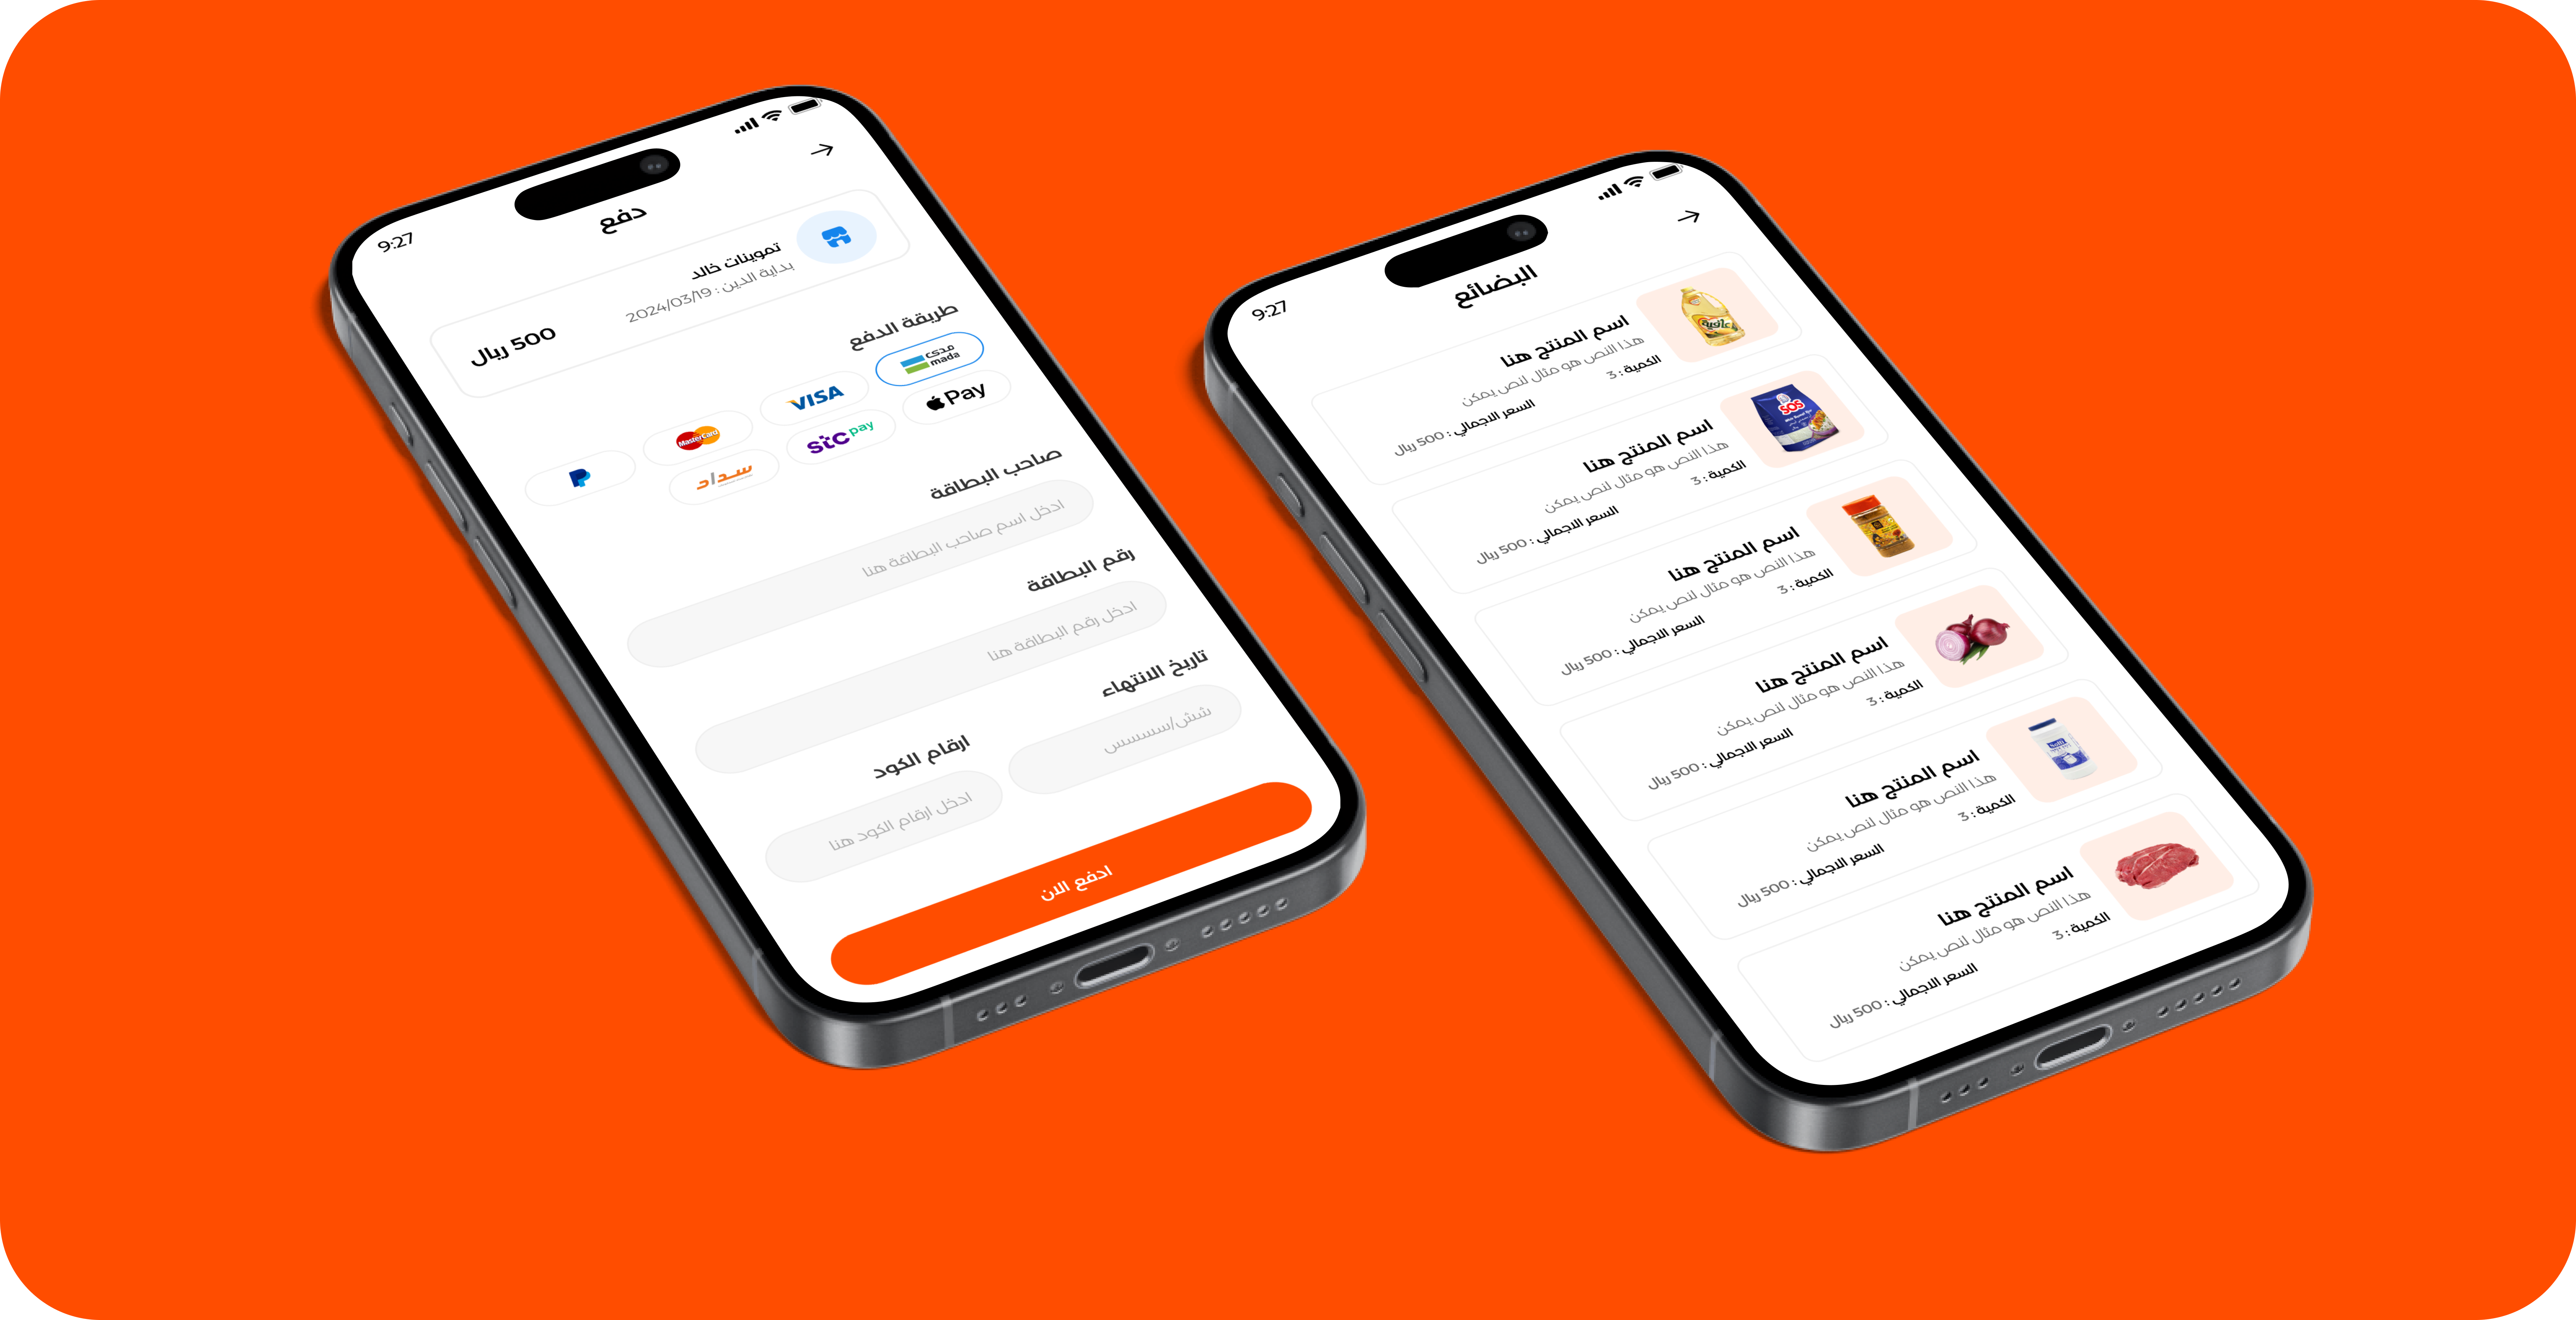 9:27
دفع
تموينات خالد
بداية الدين : 2024/03/19
500 ريال
طريقة الدفع
مدى
mada
VISA
MasterCard
Pay
stc pay
سداد
صاحب البطاقة
ادخل اسم صاحب البطاقة هنا
رقم البطاقة
ادخل رقم البطاقة هنا
تاريخ الانتهاء
شش/سسسس
ارقام الكود
ادخل ارقام الكود هنا
ادفع الان
9:27
البضائع
عافية
اسم المنتج هنا
هذا النص هو مثال لنص يمكن
الكمية : 3
السعر الاجمالي : 500 ريال
SOS
اسم المنتج هنا
هذا النص هو مثال لنص يمكن
الكمية : 3
السعر الاجمالي : 500 ريال
اسم المنتج هنا
هذا النص هو مثال لنص يمكن
الكمية : 3
السعر الاجمالي : 500 ريال
اسم المنتج هنا
هذا النص هو مثال لنص يمكن
الكمية : 3
السعر الاجمالي : 500 ريال
اسم المنتج هنا
هذا النص هو مثال لنص يمكن
الكمية : 3
السعر الاجمالي : 500 ريال
اسم المنتج هنا
هذا النص هو مثال لنص يمكن
الكمية : 3
السعر الاجمالي : 500 ريال